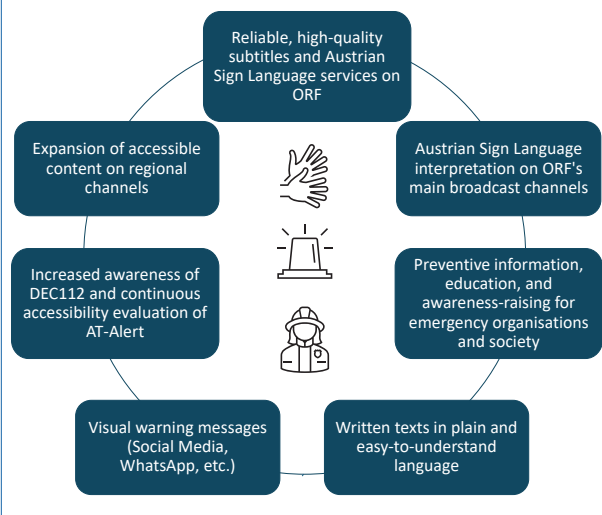 Reliable, high-quality
subtitles and Austrian
Sign Language services on
ORF
Austrian Sign Language
interpretation on ORF's
main broadcast channels
Preventive information,
education, and
awareness-raising for
emergency organisations
and society
Written texts in plain and
easy-to-understand
language
Visual warning messages
(Social Media,
WhatsApp, etc.)
Increased awareness of
DEC112 and continuous
accessibility evaluation of
AT-Alert
Expansion of accessible
content on regional
channels